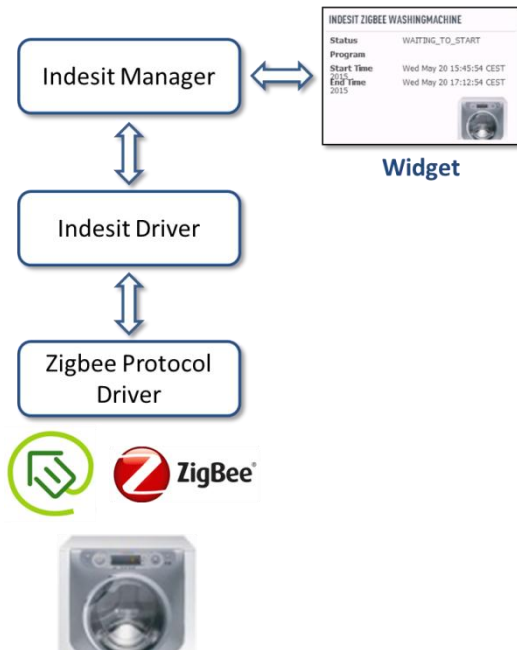 INDESIT ZIGBEE WASHINGMACHINE
Status WAITING_TO_START
Program
Start Time Wed May 20 15:45:54 CEST
2015
End Time Wed May 20 17:12:54 CEST
2015
Widget
Indesit Manager
Indesit Driver
Zigbee Protocol
Driver
ZigBee®